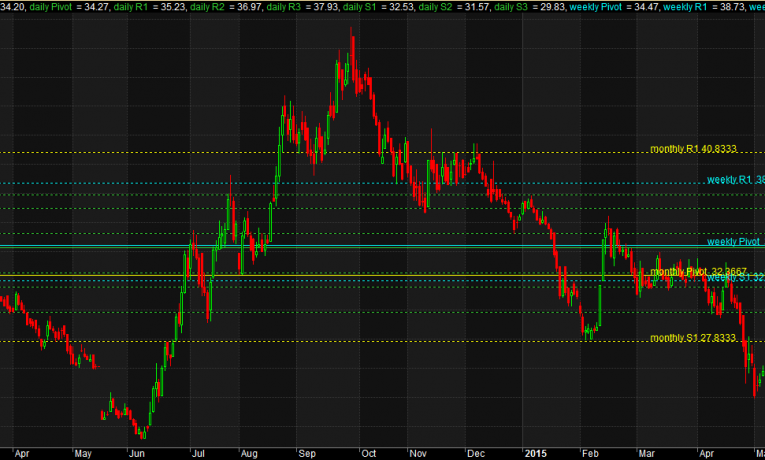 34.20, daily Pivot = 34.27, daily R1 = 35.23, daily R2 = 36.97, daily R3 = 37.93, daily S1 = 32.53, daily S2 = 31.57, daily S3 = 29.83, weekly Pivot = 34.47, weekly R1 = 38.73, wee
monthly R1 40.8333
weekly R1 38
weekly Pivot
monthly Pivot 32.3667
weekly S1 32
monthly S1 27.8333
Apr May Jun Jul Aug Sep Oct Nov Dec 2015 Feb Mar Apr Ma